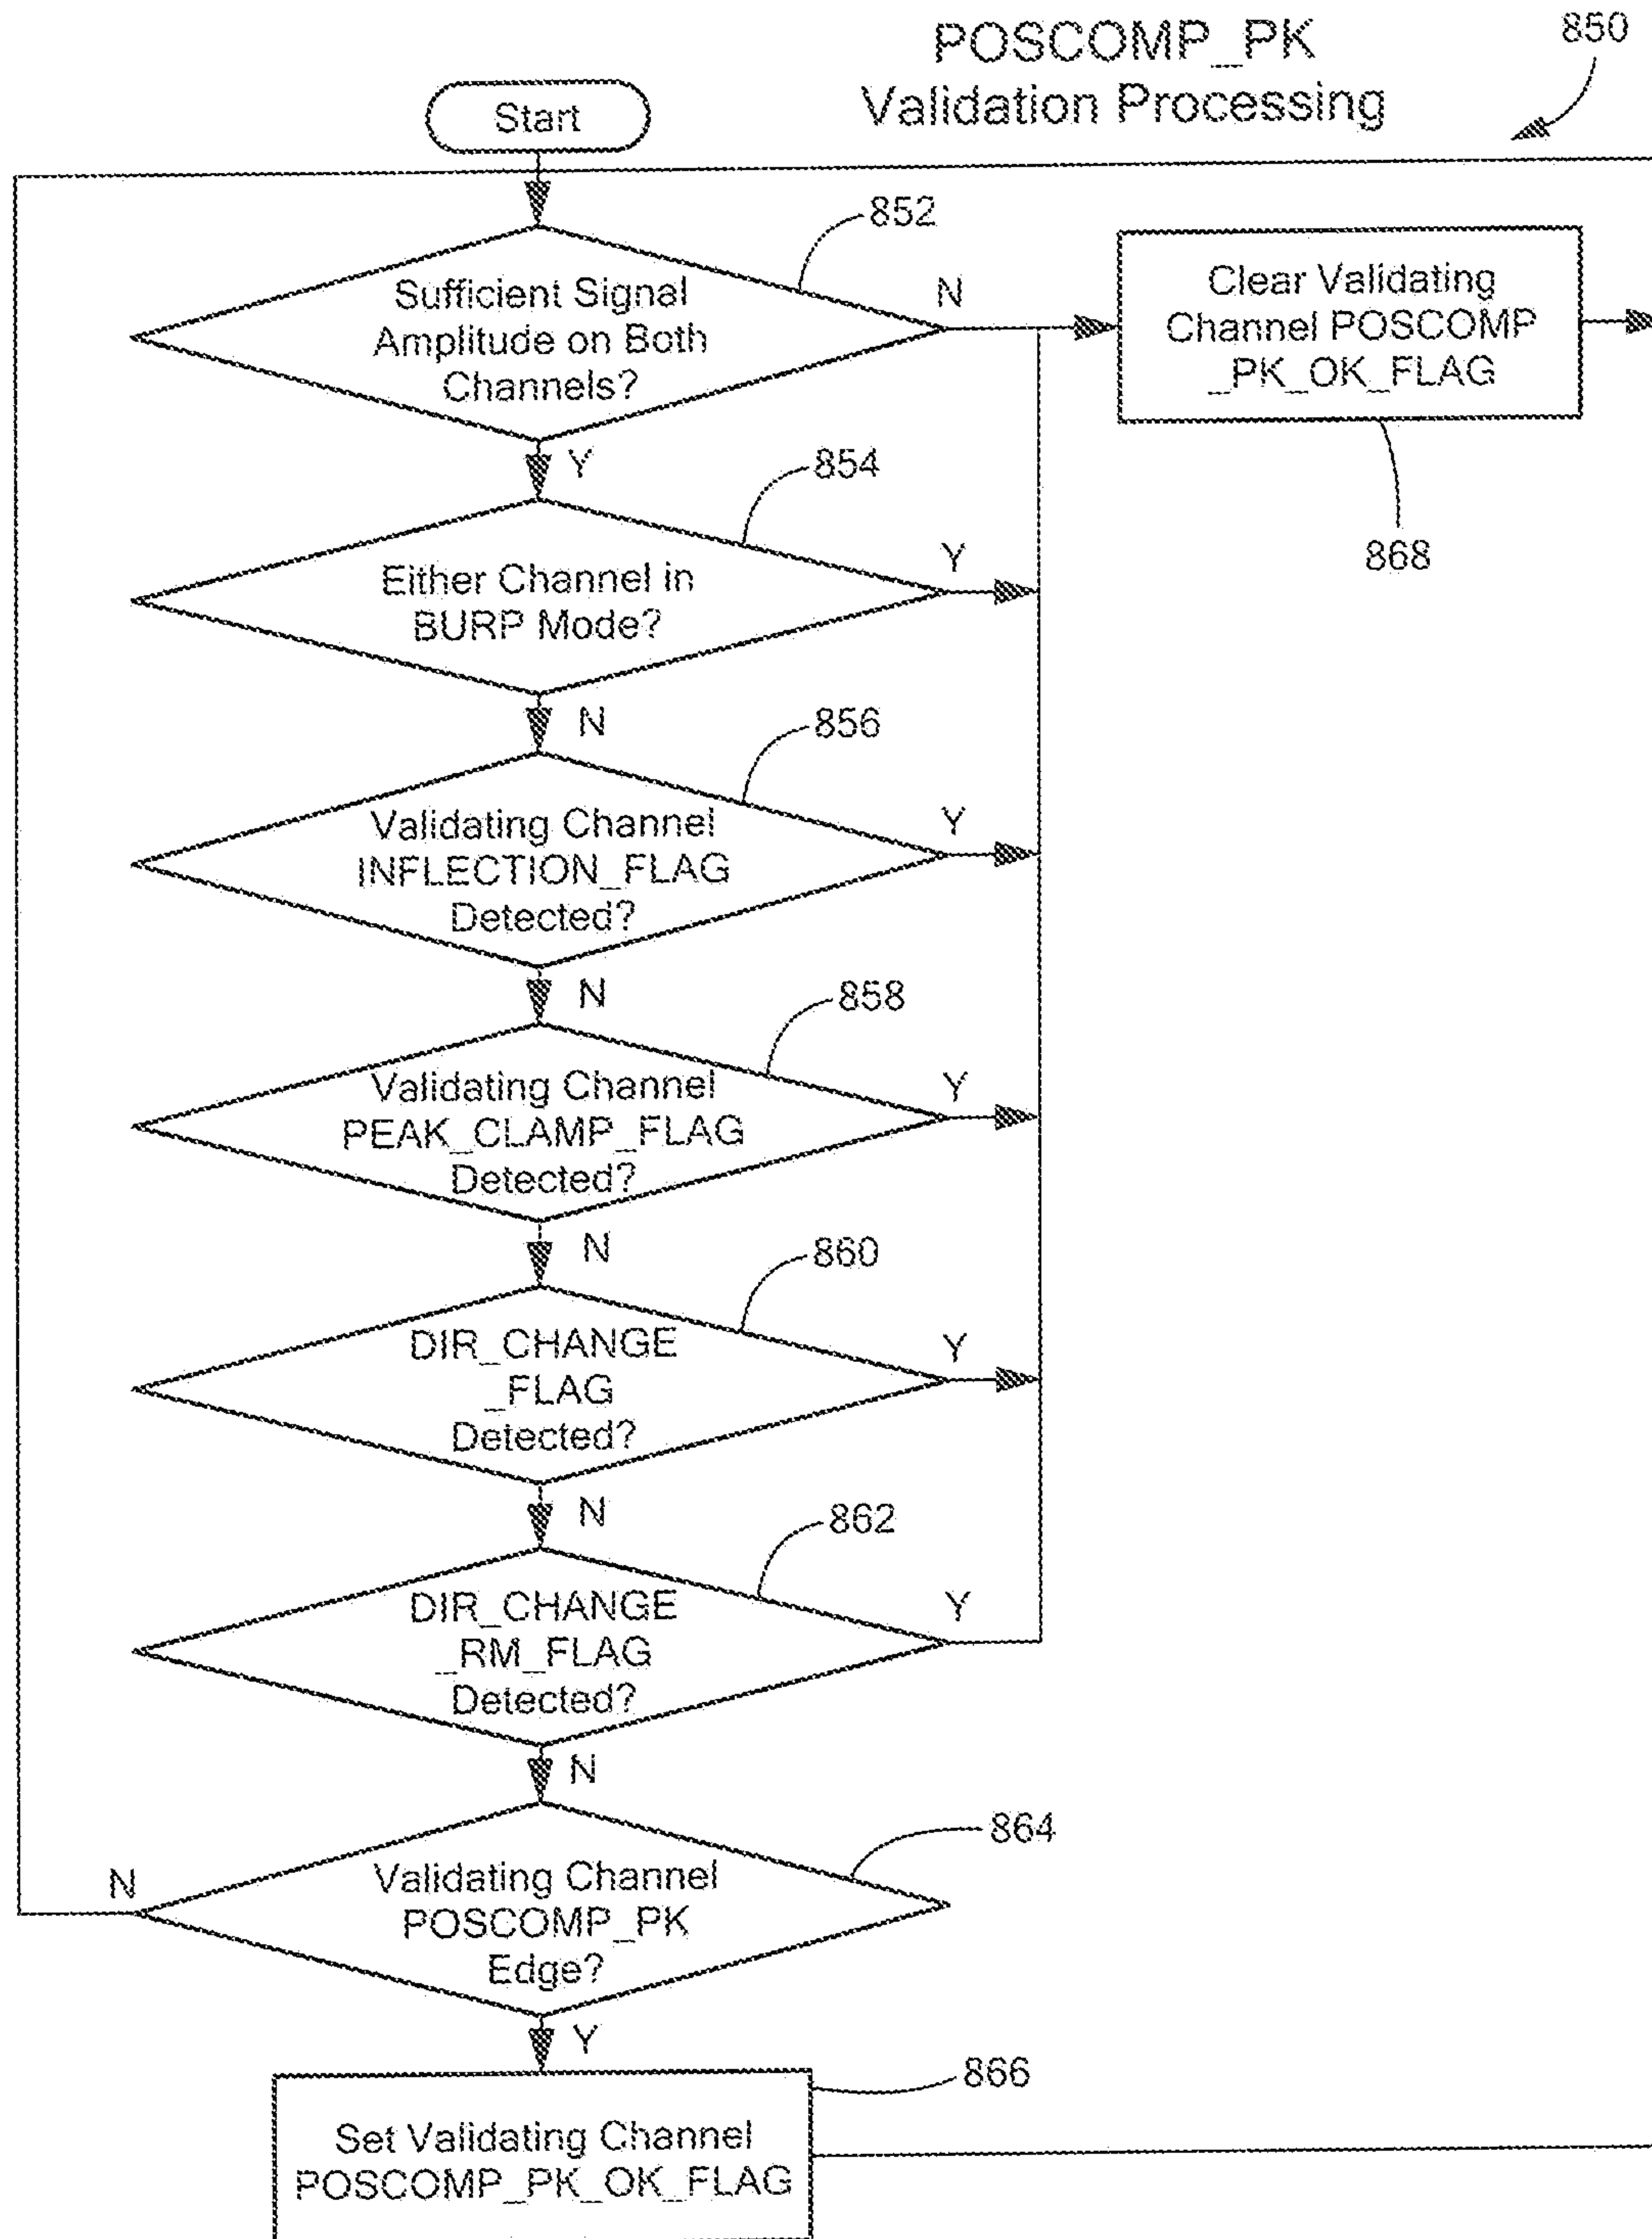 POSCOMP_PK
Validation Processing
850
Start
852
Sufficient Signal
Amplitude on Both
Channels?
N
Clear Validating
Channel POSCOMP
_PK_OK_FLAG
868
Y
854
Either Channel in
BURP Mode?
Y
N
856
Validating Channel
INFLECTION_FLAG
Detected?
Y
N
858
Validating Channel
PEAK_CLAMP_FLAG
Detected?
Y
N
860
DIR_CHANGE
_FLAG
Detected?
Y
N
862
DIR_CHANGE
_RM_FLAG
Detected?
Y
N
864
Validating Channel
POSCOMP_PK
Edge?
N
Y
866
Set Validating Channel
POSCOMP_PK_OK_FLAG